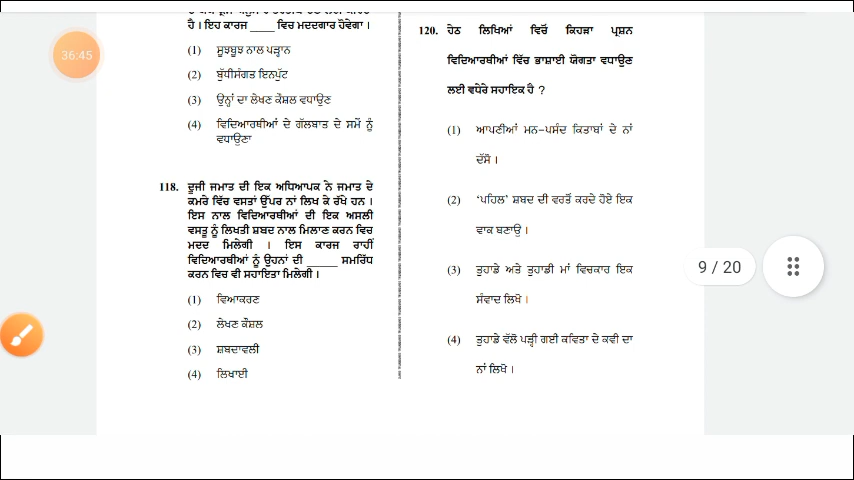 36:45
ਹੈ । ਇਹ ਕਾਰਜ _____ ਵਿਚ ਮਦਦਗਾਰ ਹੋਵੇਗਾ ।
(1) ਸੂਝਬੂਝ ਨਾਲ ਪੜ੍ਹਾਨ
(2) ਬੁੱਧੀਸੰਗਤ ਇਨਪੁੱਟ
(3) ਉਨ੍ਹਾਂ ਦਾ ਲੇਖਣ ਕੌਸ਼ਲ ਵਧਾਉਣ
(4) ਵਿਦਿਆਰਥੀਆਂ ਦੇ ਗੱਲਬਾਤ ਦੇ ਸਮੇਂ ਨੂੰ
ਵਧਾਉਣਾ
118. ਦੂਜੀ ਜਮਾਤ ਦੀ ਇਕ ਅਧਿਆਪਕ ਨੇ ਜਮਾਤ ਦੇ
ਕਮਰੇ ਵਿੱਚ ਵਸਤਾਂ ਉੱਪਰ ਨਾਂ ਲਿਖ ਕੇ ਰੱਖੇ ਹਨ ।
ਇਸ ਨਾਲ ਵਿਦਿਆਰਥੀਆਂ ਦੀ ਇਕ ਅਸਲੀ
ਵਸਤੂ ਨੂੰ ਲਿਖਤੀ ਸ਼ਬਦ ਨਾਲ ਮਿਲਾਣ ਕਰਨ ਵਿਚ
ਮਦਦ ਮਿਲੇਗੀ । ਇਸ ਕਾਰਜ ਰਾਹੀਂ
ਵਿਦਿਆਰਥੀਆਂ ਨੂੰ ਉਹਨਾਂ ਦੀ ______ ਸਮਰਿੱਧ
ਕਰਨ ਵਿਚ ਵੀ ਸਹਾਇਤਾ ਮਿਲੇਗੀ ।
(1) ਵਿਆਕਰਣ
(2) ਲੇਖਣ ਕੌਸ਼ਲ
(3) ਸ਼ਬਦਾਵਲੀ
(4) ਲਿਖਾਈ
120. ਹੇਠ ਲਿਖਿਆਂ ਵਿਚੋਂ ਕਿਹੜਾ ਪ੍ਰਸ਼ਨ
ਵਿਦਿਆਰਥੀਆਂ ਵਿੱਚ ਭਾਸ਼ਾਈ ਯੋਗਤਾ ਵਧਾਉਣ
ਲਈ ਵਧੇਰੇ ਸਹਾਇਕ ਹੈ ?
(1) ਆਪਣੀਆਂ ਮਨ-ਪਸੰਦ ਕਿਤਾਬਾਂ ਦੇ ਨਾਂ
ਦੱਸੋ ।
(2) ‘ਪਹਿਲ’ ਸ਼ਬਦ ਦੀ ਵਰਤੋਂ ਕਰਦੇ ਹੋਏ ਇਕ
ਵਾਕ ਬਣਾਉ ।
(3) ਤੁਹਾਡੇ ਅਤੇ ਤੁਹਾਡੀ ਮਾਂ ਵਿਚਕਾਰ ਇਕ
ਸੰਵਾਦ ਲਿਖੋ ।
(4) ਤੁਹਾਡੇ ਵੱਲੋ ਪੜ੍ਹੀ ਗਈ ਕਵਿਤਾ ਦੇ ਕਵੀ ਦਾ
ਨਾਂ ਲਿਖੋ ।
9 / 20